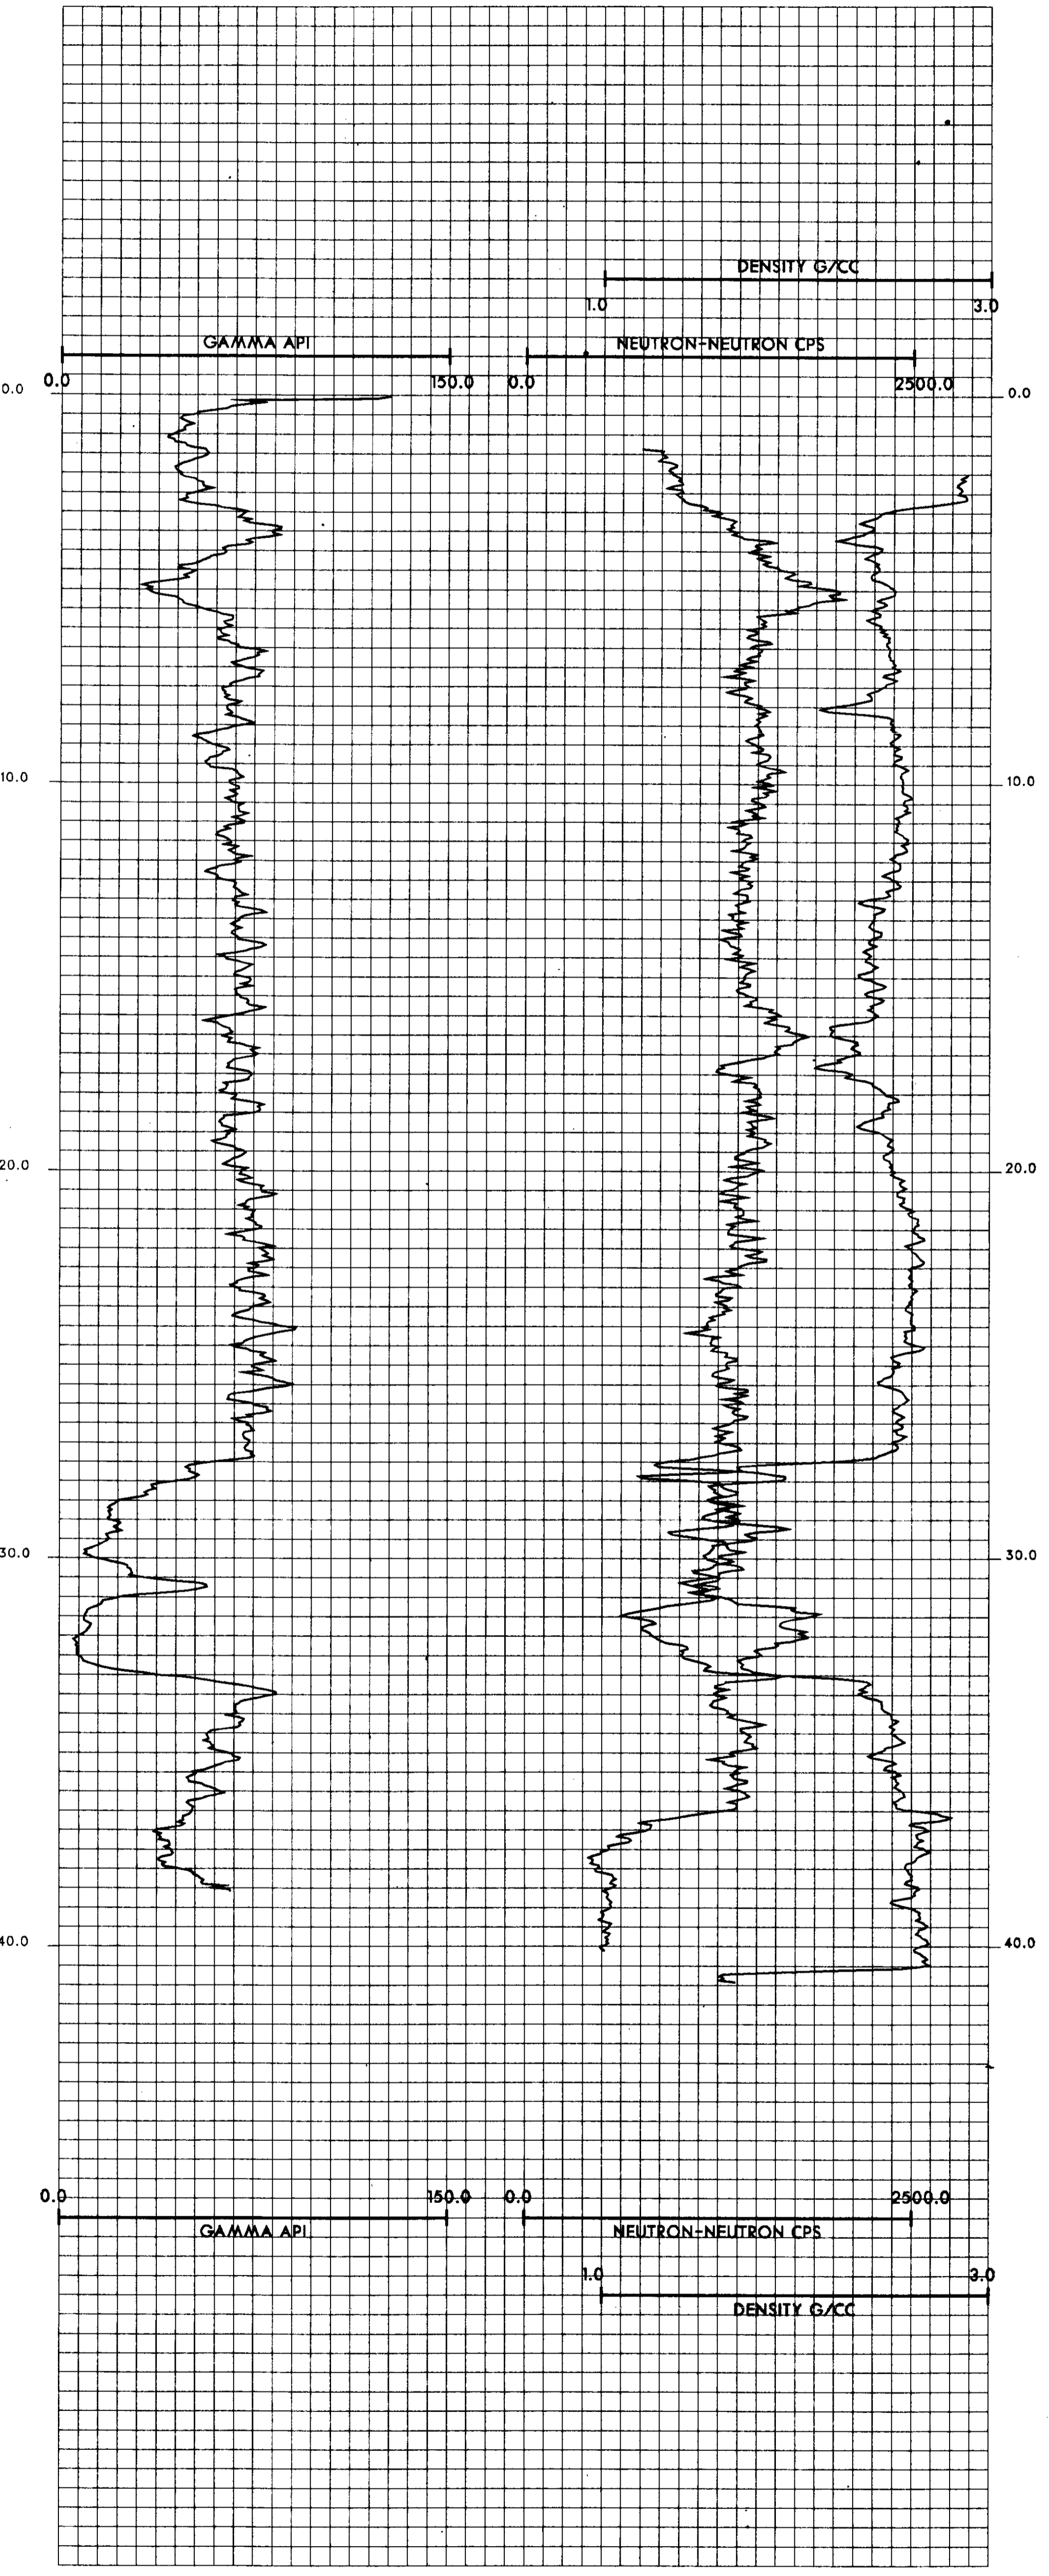 DENSITY G/CC
1.0 3.0
GAMMA API NEUTRON-NEUTRON CPS
0.0 150.0 0.0 2500.0
0.0 0.0
10.0 10.0
20.0 20.0
30.0 30.0
40.0 40.0
0.0 150.0 0.0 2500.0
GAMMA API NEUTRON-NEUTRON CPS
1.0 3.0
DENSITY G/CC